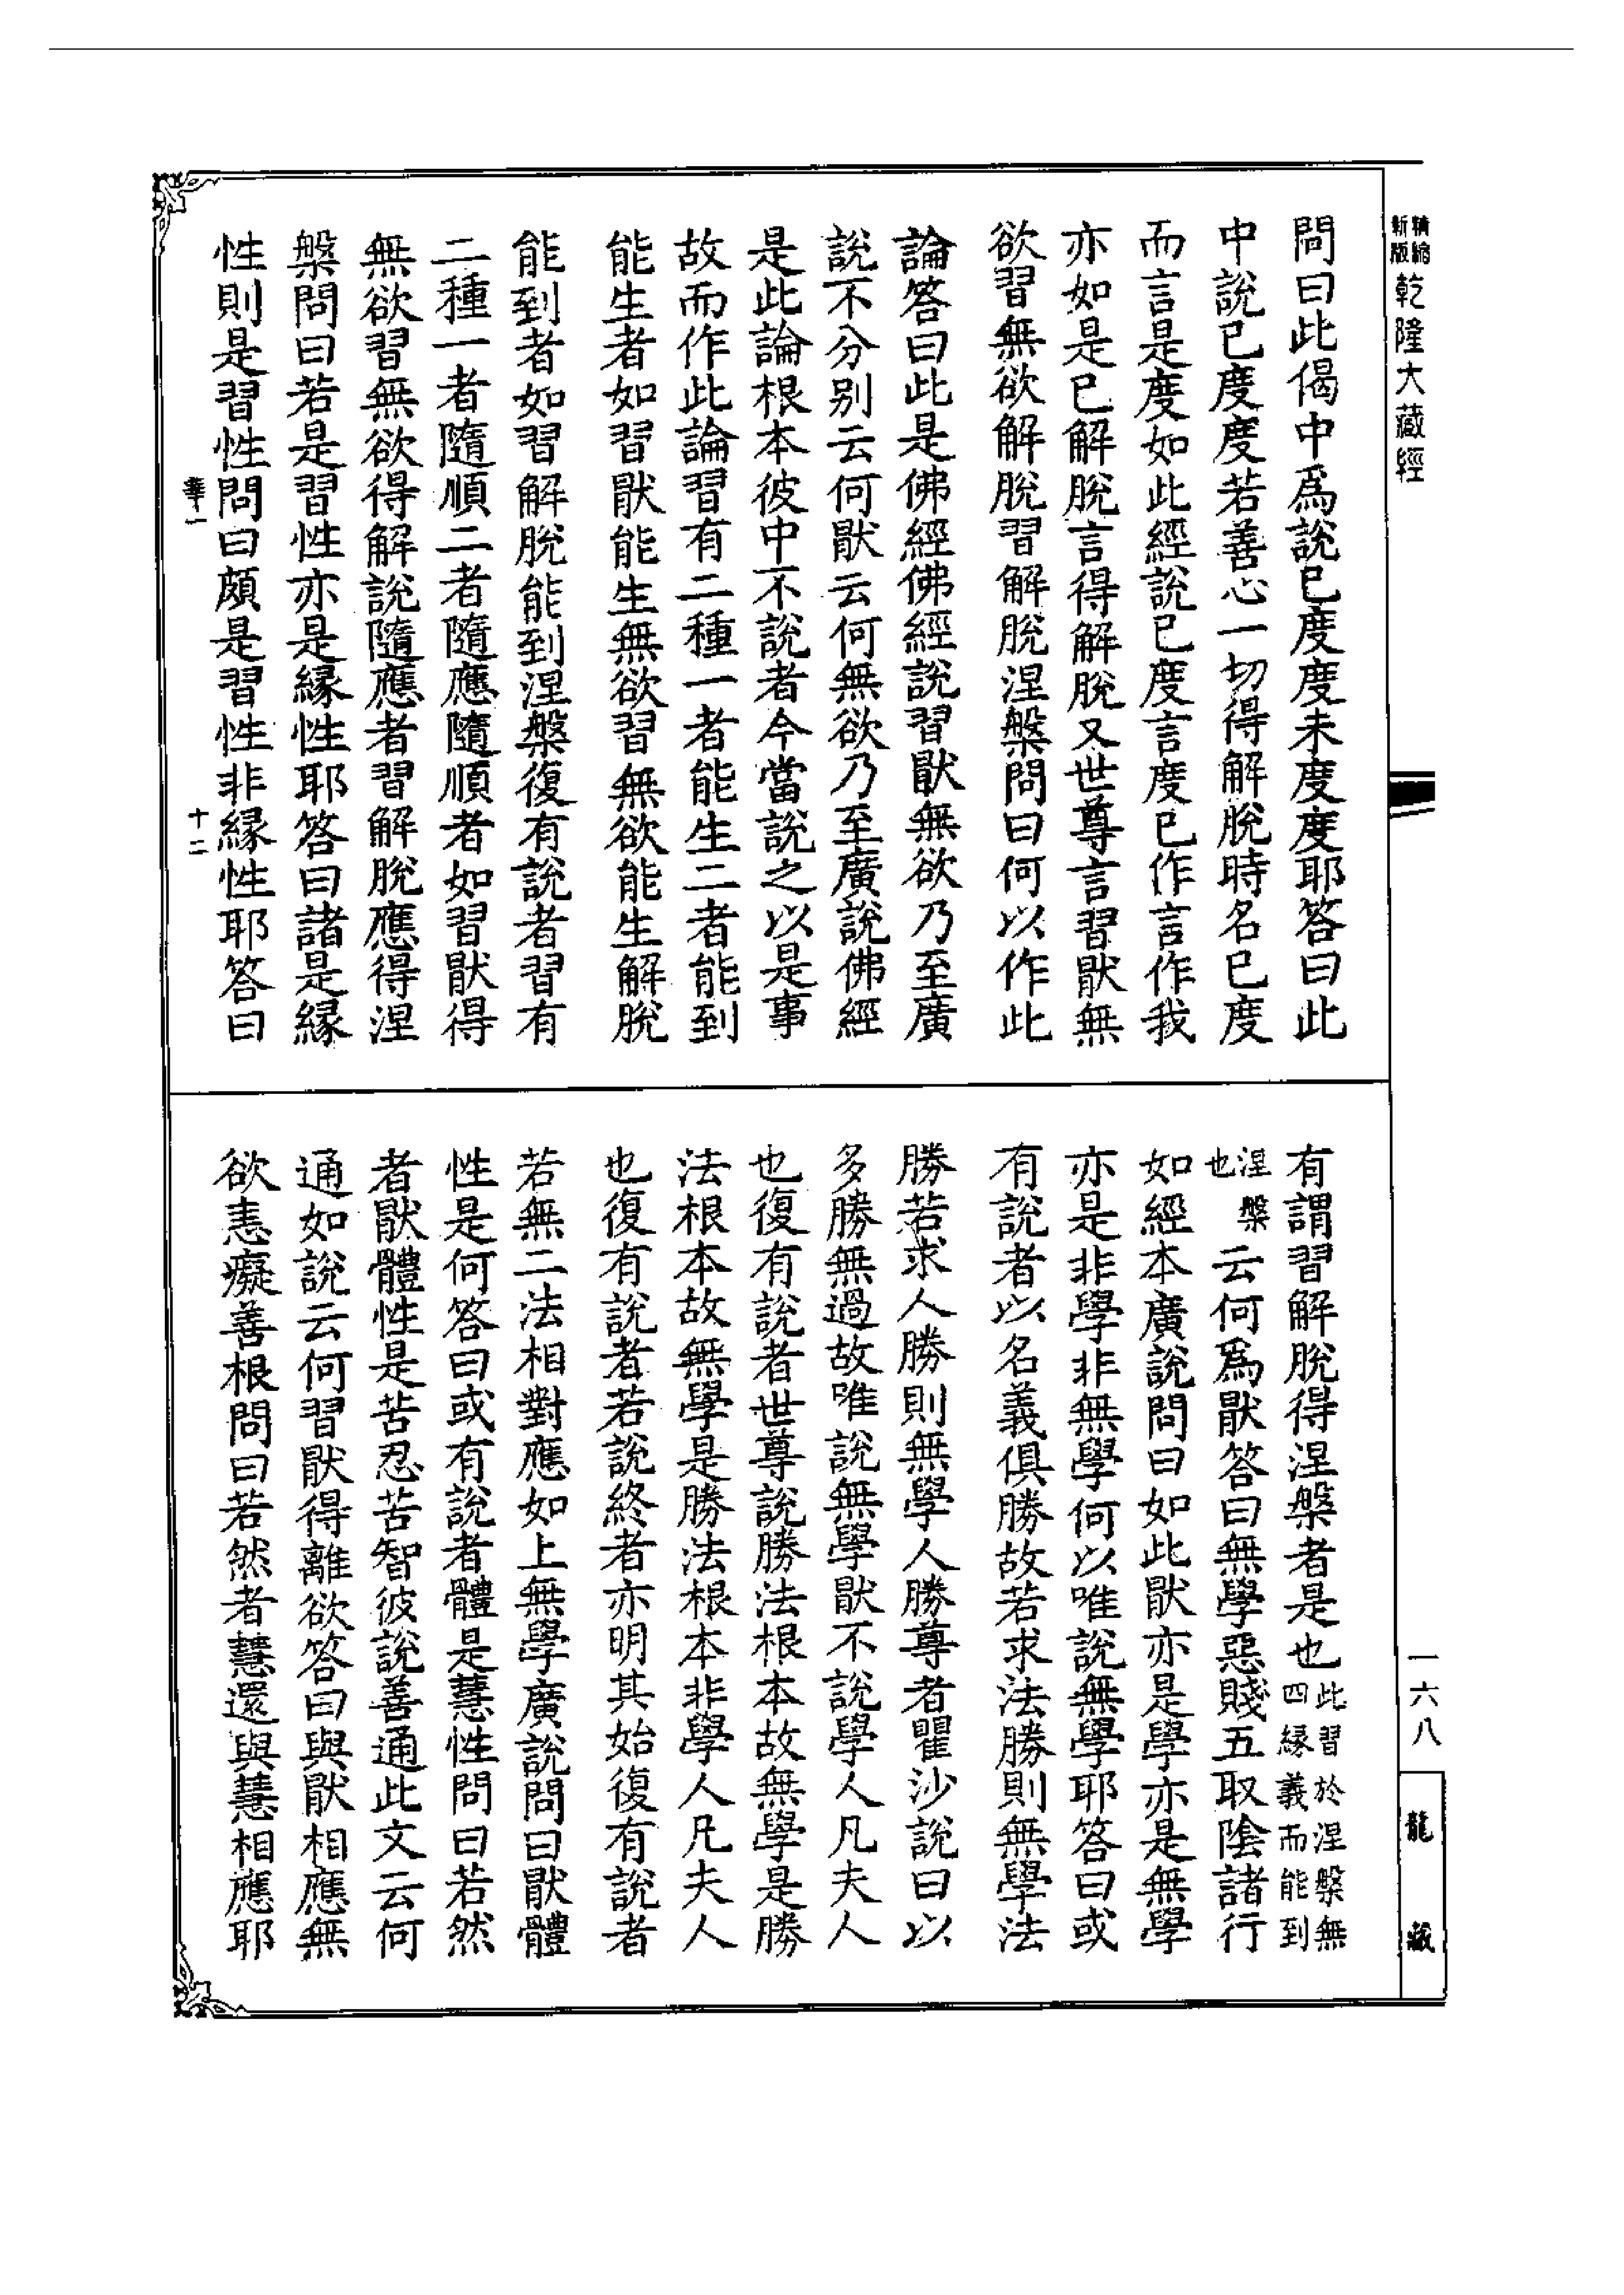 精縮新版乾隆大藏經
問曰此偈中爲說已度度未度度耶答曰此
中說已度度若善心一切得解脫時名已度
而言是度如此經說已度言度已作言作我
亦如是已解脫言得解脫又世尊言習猒無
欲習無欲解脫習解脫涅槃問曰何以作此
論答曰此是佛經佛經說習猒無欲乃至廣
說不分別云何猒云何無欲乃至廣說佛經
是此論根本彼中不說者今當說之以是事
故而作此論習有二種一者能生二者能到
能生者如習猒能生無欲習無欲能生解脫
能到者如習解脫能到涅槃復有說者習有
二種一者隨順二者隨應隨順者如習猒得
無欲習無欲得解說隨應者習解脫應得涅
槃問曰若是習性亦是緣性耶答曰諸是緣
性則是習性問曰頗是習性非緣性耶答曰
十二
有謂習解脫得涅槃者是也此習於涅槃無四緣義而能到
涅槃也云何爲猒答曰無學惡賤五取陰諸行
如經本廣說問曰如此猒亦是學亦是無學
亦是非學非無學何以唯說無學耶答曰或
有說者以名義俱勝故若求法勝則無學法
勝若求人勝則無學人勝尊者瞿沙說曰以
多勝無過故唯說無學猒不說學人凡夫人
也復有說者世尊說勝法根本故無學是勝
法根本故無學是勝法根本非學人凡夫人
也復有說者若說終者亦明其始復有說者
若無二法相對應如上無學廣說問曰猒體
性是何答曰或有說者體是慧性問曰若然
者猒體性是苦忍苦智彼說善通此文云何
通如說云何習猒得離欲答曰與猒相應無
欲恚癡善根問曰若然者慧還與慧相應耶
一六八
龍藏